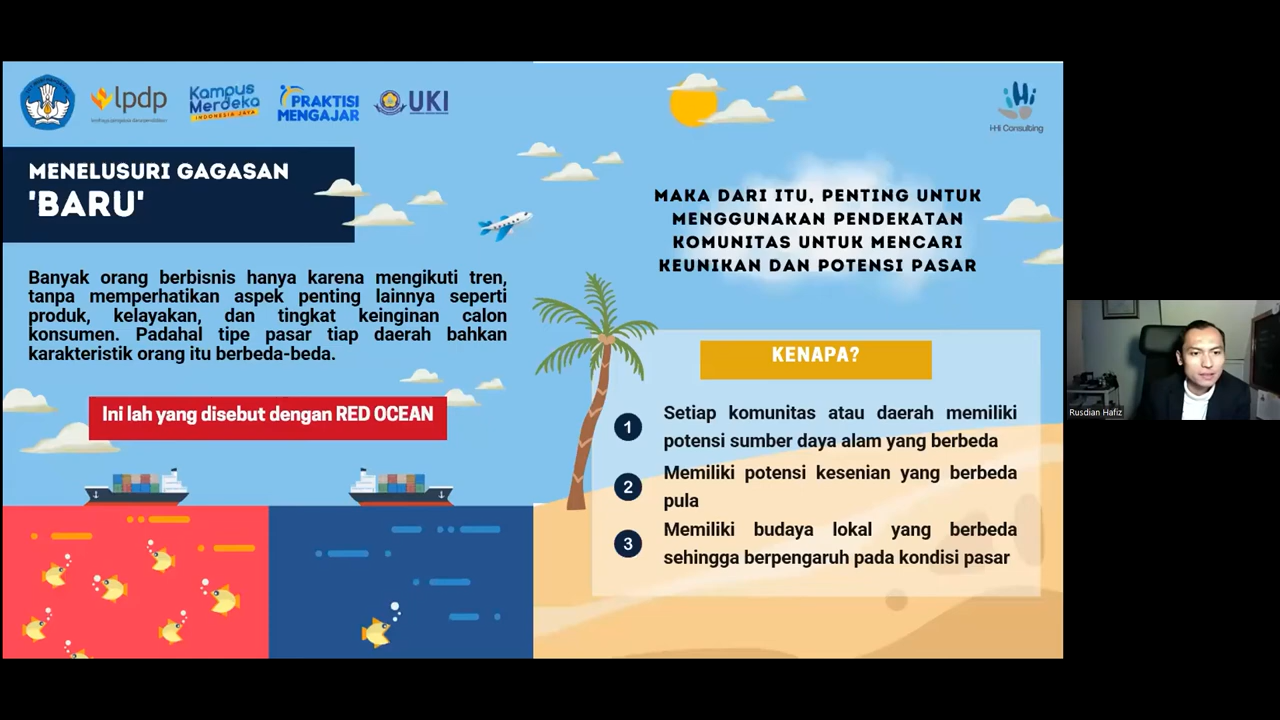 lpdp
Kampus
Merdeka
INDONESIA JAYA
PRAKTISI
MENGAJAR
UKI
Hi
H-Hi Consulting
MENELUSURI GAGASAN
'BARU'
Banyak orang berbisnis hanya karena mengikuti tren,
tanpa memperhatikan aspek penting lainnya seperti
produk, kelayakan, dan tingkat keinginan calon
konsumen. Padahal tipe pasar tiap daerah bahkan
karakteristik orang itu berbeda-beda.
Ini lah yang disebut dengan RED OCEAN
MAKA DARI ITU, PENTING UNTUK
MENGGUNAKAN PENDEKATAN
KOMUNITAS UNTUK MENCARI
KEUNIKAN DAN POTENSI PASAR
KENAPA?
1 Setiap komunitas atau daerah memiliki
potensi sumber daya alam yang berbeda
2 Memiliki potensi kesenian yang berbeda
pula
3 Memiliki budaya lokal yang berbeda
sehingga berpengaruh pada kondisi pasar
Rusdian Hafiz